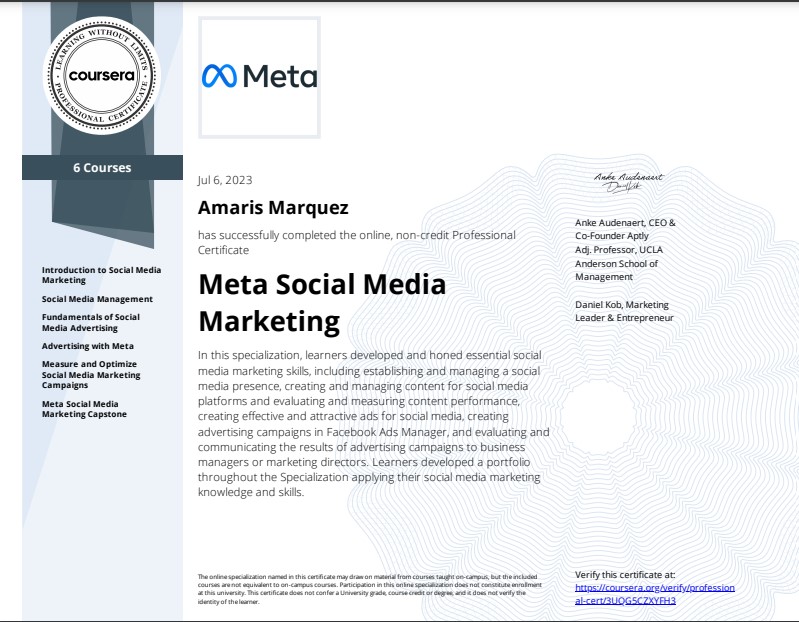 LEARNING WITHOUT LIMITS
coursera
PROFESSIONAL CERTIFICATE
6 Courses
Introduction to Social Media
Marketing
Social Media Management
Fundamentals of Social
Media Advertising
Advertising with Meta
Measure and Optimize
Social Media Marketing
Campaigns
Meta Social Media
Marketing Capstone
Meta
Jul 6, 2023
Amaris Marquez
has successfully completed the online, non-credit Professional
Certificate
Meta Social Media
Marketing
In this specialization, learners developed and honed essential social
media marketing skills, including establishing and managing a social
media presence, creating and managing content for social media
platforms and evaluating and measuring content performance,
creating effective and attractive ads for social media, creating
advertising campaigns in Facebook Ads Manager, and evaluating and
communicating the results of advertising campaigns to business
managers or marketing directors. Learners developed a portfolio
throughout the Specialization applying their social media marketing
knowledge and skills.
The online specialization named in this certificate may draw on material from courses taught on-campus, but the included
courses are not equivalent to on-campus courses. Participation in this online specialization does not constitute enrollment
at this university. This certificate does not confer a University grade, course credit or degree, and it does not verify the
identity of the learner.
Anke Audenaert
Anke Audenaert, CEO &
Co-Founder Aptly
Adj. Professor, UCLA
Anderson School of
Management
Daniel Kob, Marketing
Leader & Entrepreneur
Verify this certificate at:
https://coursera.org/verify/profession
al-cert/3UQG5CZXYFH3